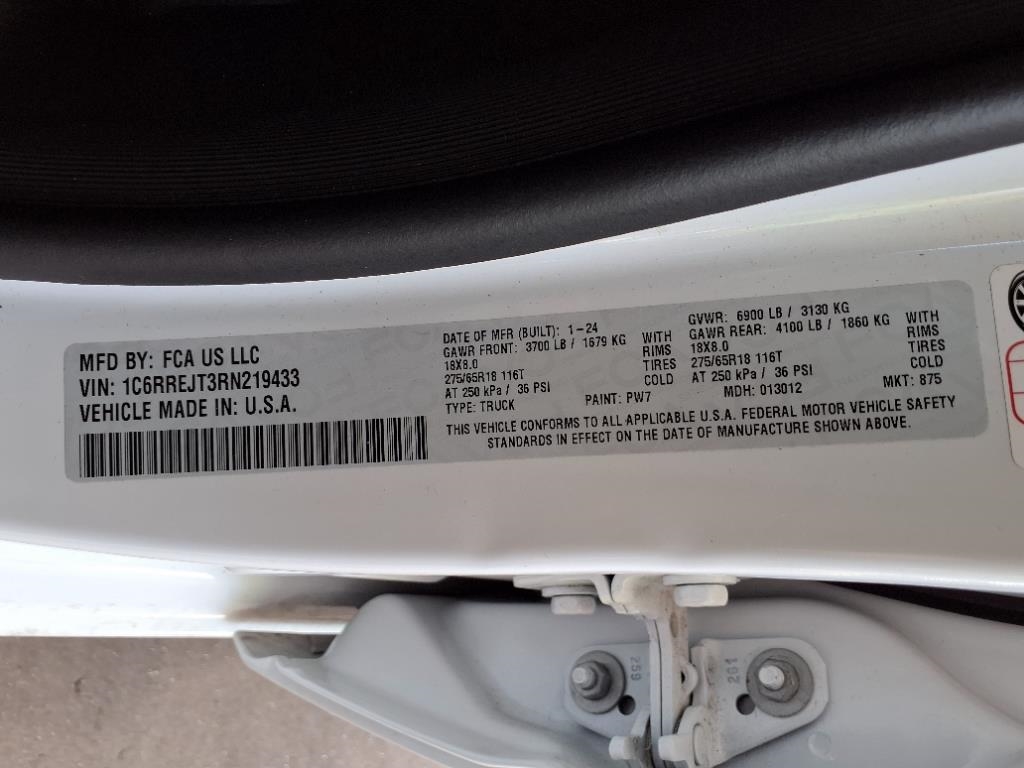 MFD BY: FCA US LLC
VIN: 1C6RREJT3RN219433
VEHICLE MADE IN: U.S.A.
DATE OF MFR (BUILT): 1-24
GAWR FRONT: 3700 LB / 1679 KG WITH
18X8.0 RIMS
275/65R18 116T TIRES
AT 250 kPa / 36 PSI COLD
TYPE: TRUCK PAINT: PW7
GVWR: 6900 LB / 3130 KG
GAWR REAR: 4100 LB / 1860 KG WITH
18X8.0 RIMS
275/65R18 116T TIRES
AT 250 kPa / 36 PSI COLD
MDH: 013012 MKT: 875
THIS VEHICLE CONFORMS TO ALL APPLICABLE U.S.A. FEDERAL MOTOR VEHICLE SAFETY
STANDARDS IN EFFECT ON THE DATE OF MANUFACTURE SHOWN ABOVE.
259
261